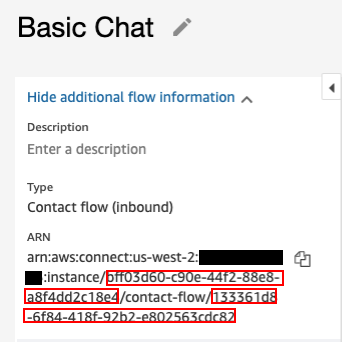 Basic Chat
Hide additional flow information
Description
Enter a description
Type
Contact flow (inbound)
ARN
arn:aws:connect:us-west-2:
:instance/bff03d60-c90e-44f2-88e8-
a8f4dd2c18e4/contact-flow/133361d8
-6f84-418f-92b2-e802563cdc82